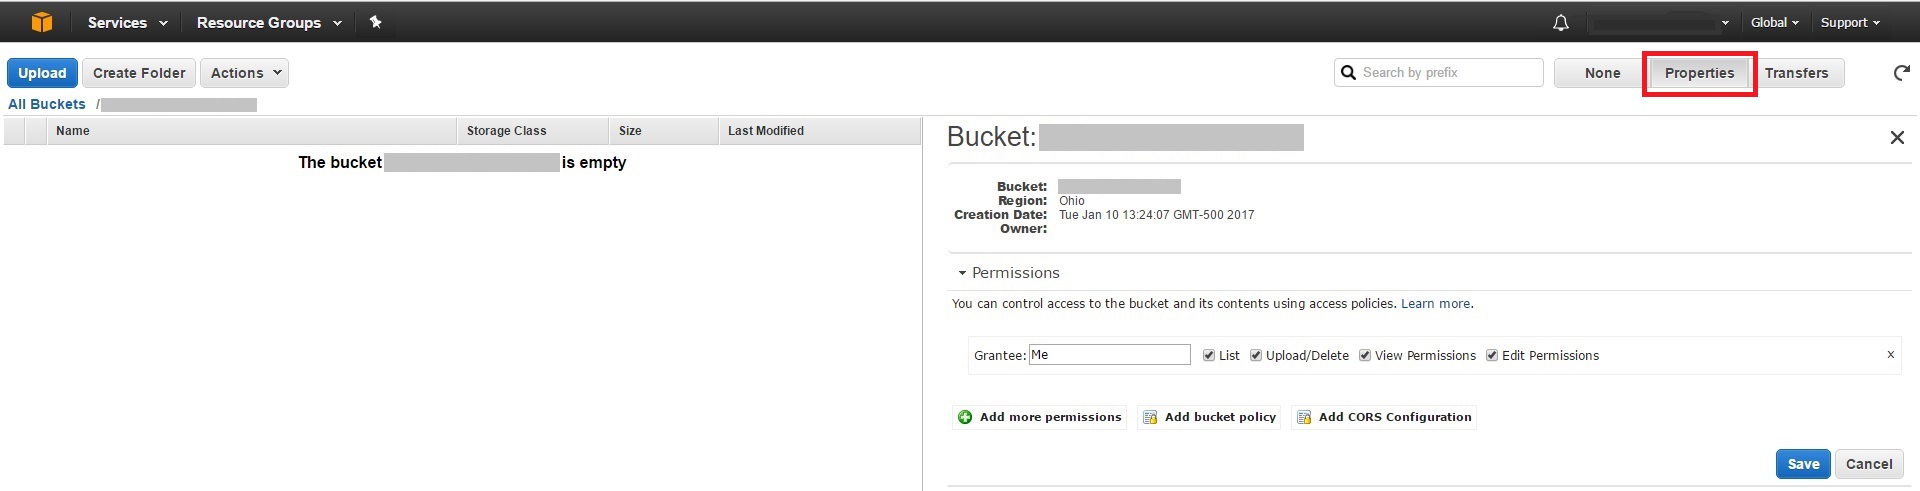 Services Resource Groups Global Support
Upload Create Folder Actions Search by prefix None Properties Transfers
All Buckets /
Name Storage Class Size Last Modified
The bucket is empty
Bucket:
Bucket:
Region: Ohio
Creation Date: Tue Jan 10 13:24:07 GMT-500 2017
Owner:
Permissions
You can control access to the bucket and its contents using access policies. Learn more.
Grantee: Me List Upload/Delete View Permissions Edit Permissions x
Add more permissions Add bucket policy Add CORS Configuration
Save Cancel